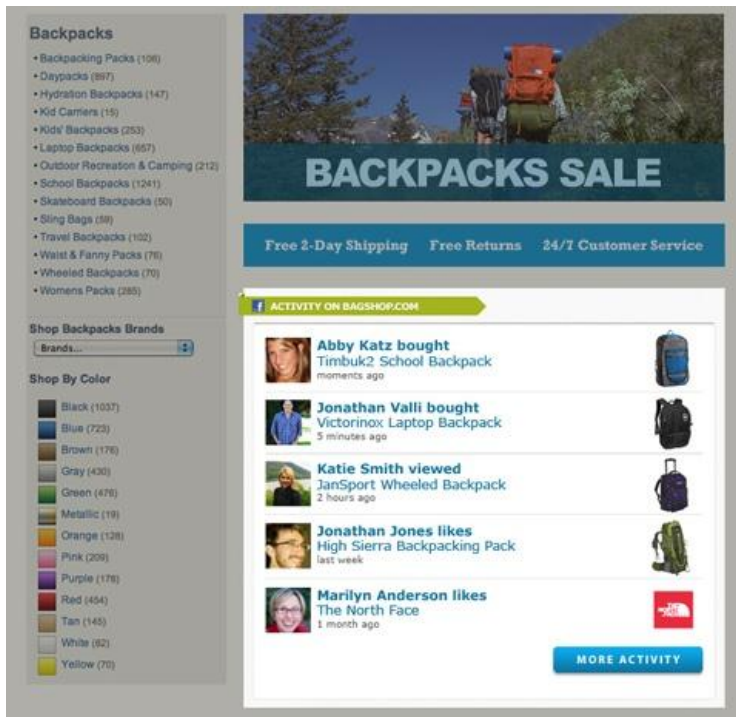 Backpacks
• Backpacking Packs (108)
• Daypacks (897)
• Hydration Backpacks (147)
• Kid Carriers (15)
• Kids' Backpacks (253)
• Laptop Backpacks (657)
• Outdoor Recreation & Camping (212)
• School Backpacks (1241)
• Skateboard Backpacks (50)
• Sling Bags (59)
• Travel Backpacks (102)
• Waist & Fanny Packs (76)
• Wheeled Backpacks (70)
• Womens Packs (285)
Shop Backpacks Brands
Brands...
Shop By Color
Black (1037)
Blue (723)
Brown (176)
Gray (430)
Green (476)
Metallic (19)
Orange (128)
Pink (209)
Purple (178)
Red (454)
Tan (145)
White (82)
Yellow (70)
BACKPACKS SALE
Free 2-Day Shipping Free Returns 24/7 Customer Service
f ACTIVITY ON BAGSHOP.COM
Abby Katz bought
Timbuk2 School Backpack
moments ago
Jonathan Valli bought
Victorinox Laptop Backpack
5 minutes ago
Katie Smith viewed
JanSport Wheeled Backpack
2 hours ago
Jonathan Jones likes
High Sierra Backpacking Pack
last week
Marilyn Anderson likes
The North Face
1 month ago
THE NORTH FACE
MORE ACTIVITY